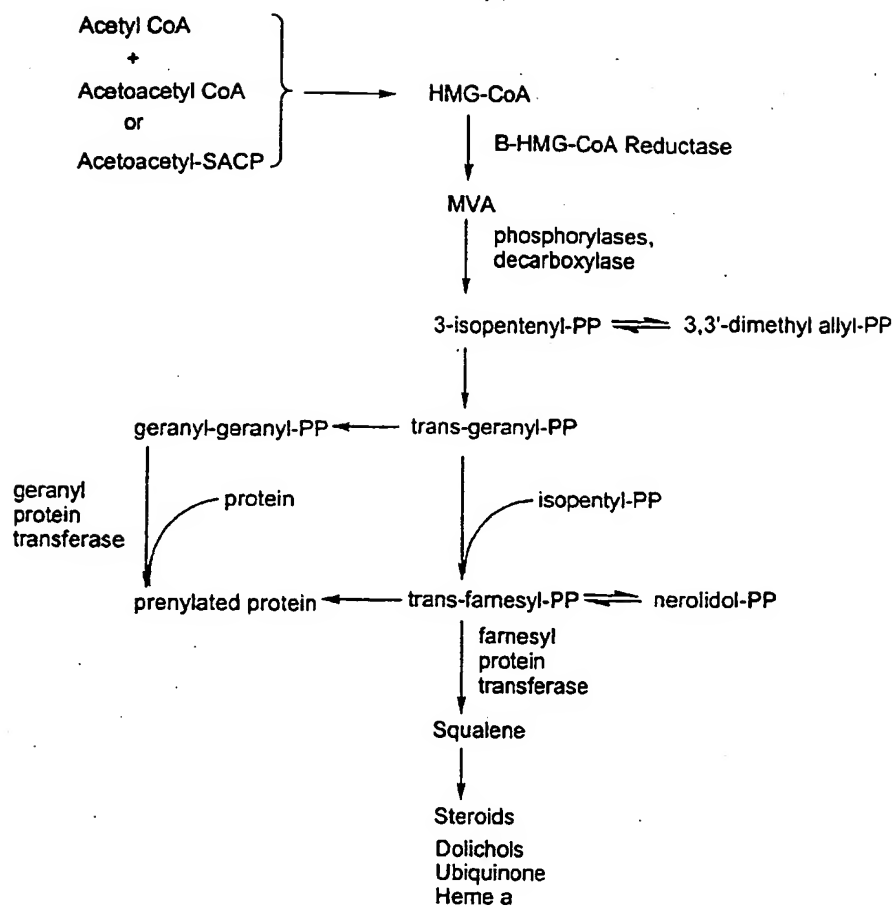 Acetyl CoA
+
Acetoacetyl CoA
or
Acetoacetyl-SACP
HMG-CoA
B-HMG-CoA Reductase
MVA
phosphorylases,
decarboxylase
3-isopentenyl-PP
3,3'-dimethyl allyl-PP
geranyl-geranyl-PP
trans-geranyl-PP
geranyl
protein
transferase
protein
isopentyl-PP
prenylated protein
trans-farnesyl-PP
nerolidol-PP
farnesyl
protein
transferase
Squalene
Steroids
Dolichols
Ubiquinone
Heme a